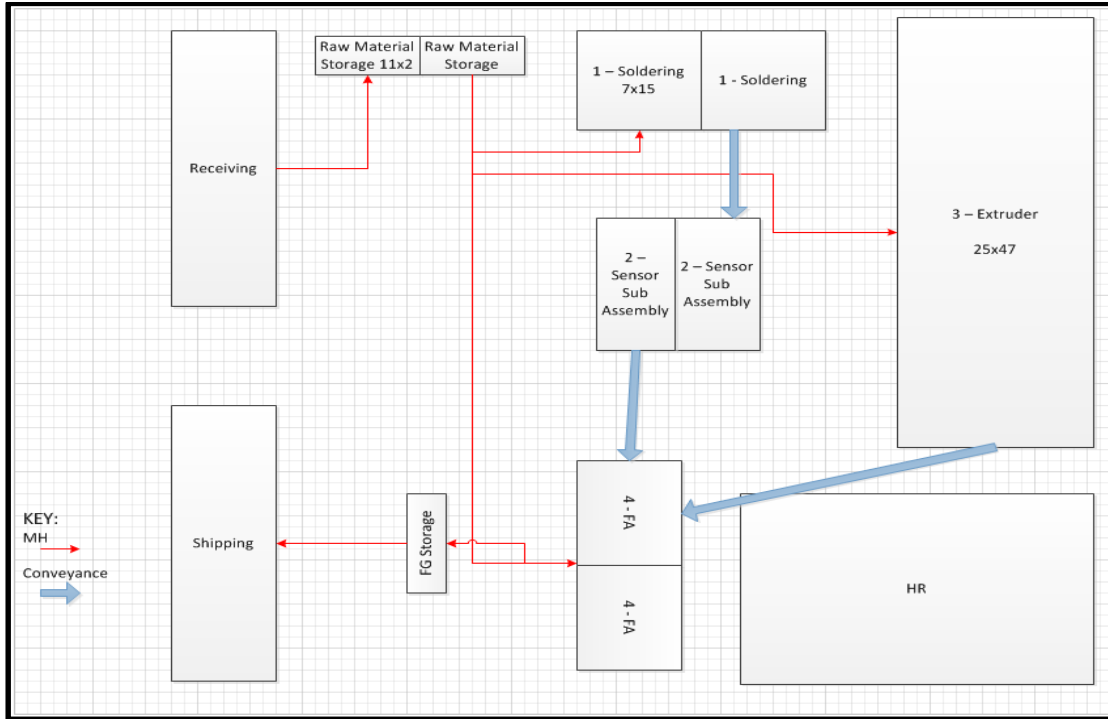 Raw Material
Storage 11x2
Raw Material
Storage
1 – Soldering
7x15
1 - Soldering
Receiving
3 – Extruder
25x47
2 –
Sensor
Sub
Assembly
2 – Sensor
Sub
Assembly
KEY:
MH
Conveyance
Shipping
FG Storage
4 - FA
4 - FA
HR